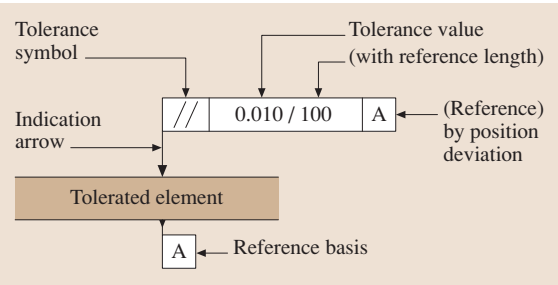 Tolerance
symbol
Tolerance value
(with reference length)
// 0.010 / 100 A
(Reference)
by position
deviation
Indication
arrow
Tolerated element
A
Reference basis